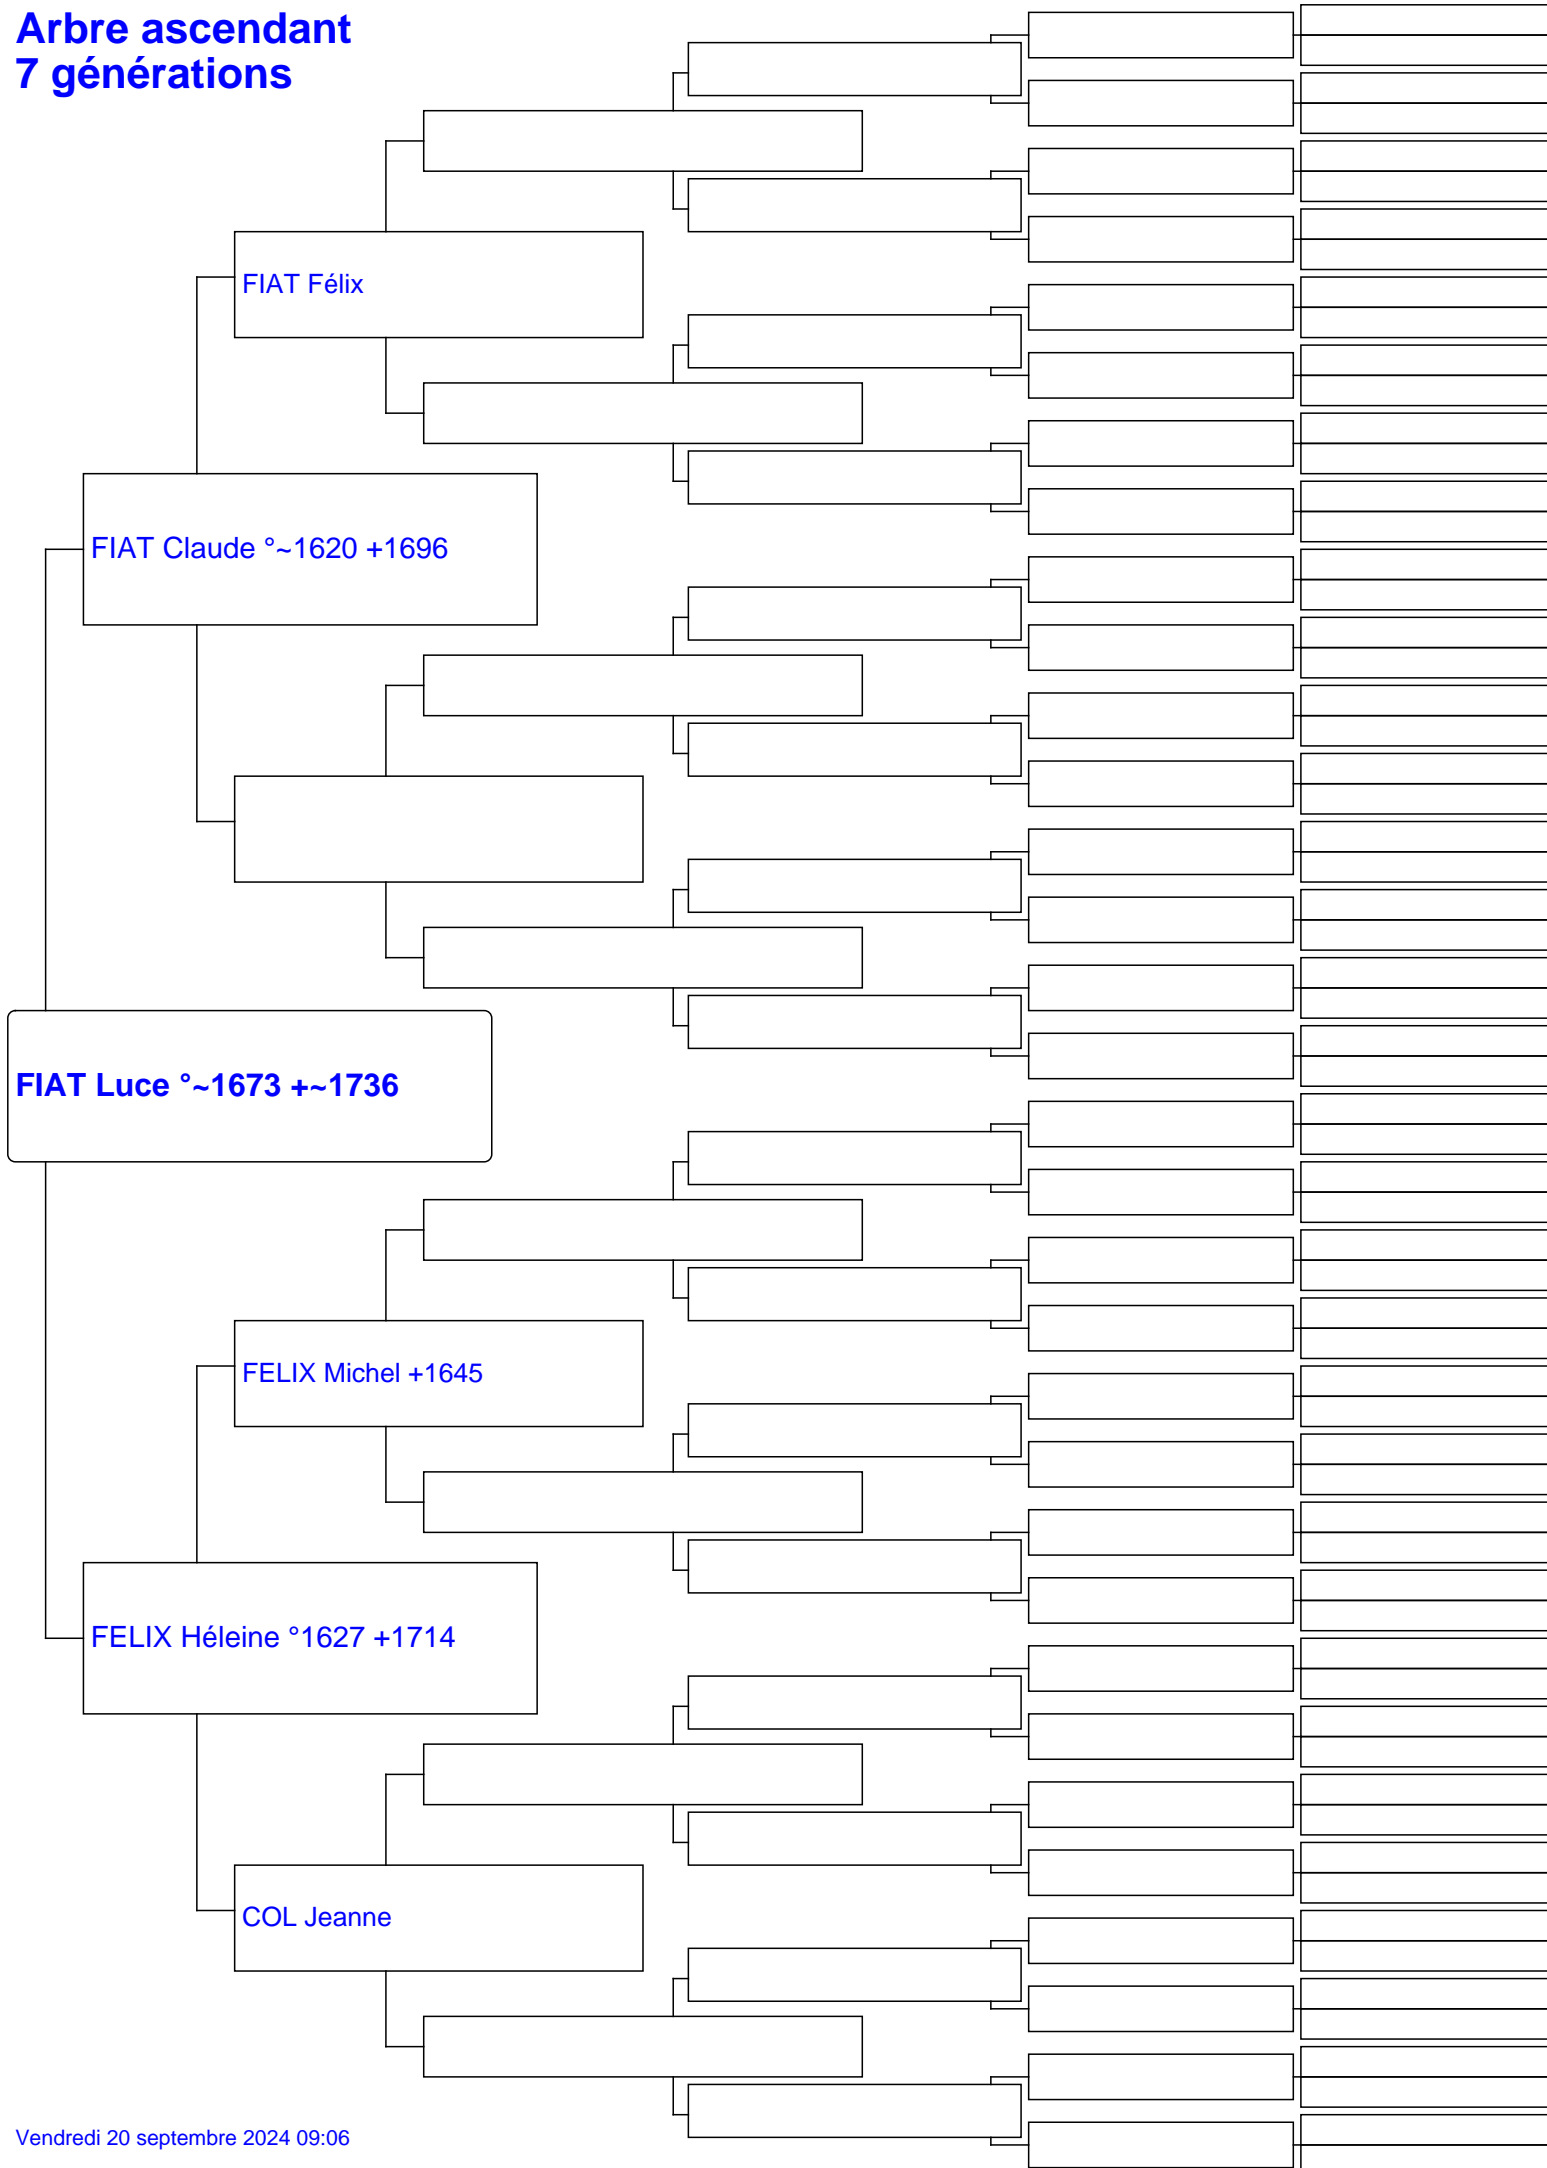 Arbre ascendant
7 générations
FIAT Félix
FIAT Claude °~1620 +1696
FIAT Luce °~1673 +~1736
FELIX Michel +1645
FELIX Héleine °1627 +1714
COL Jeanne
Vendredi 20 septembre 2024 09:06